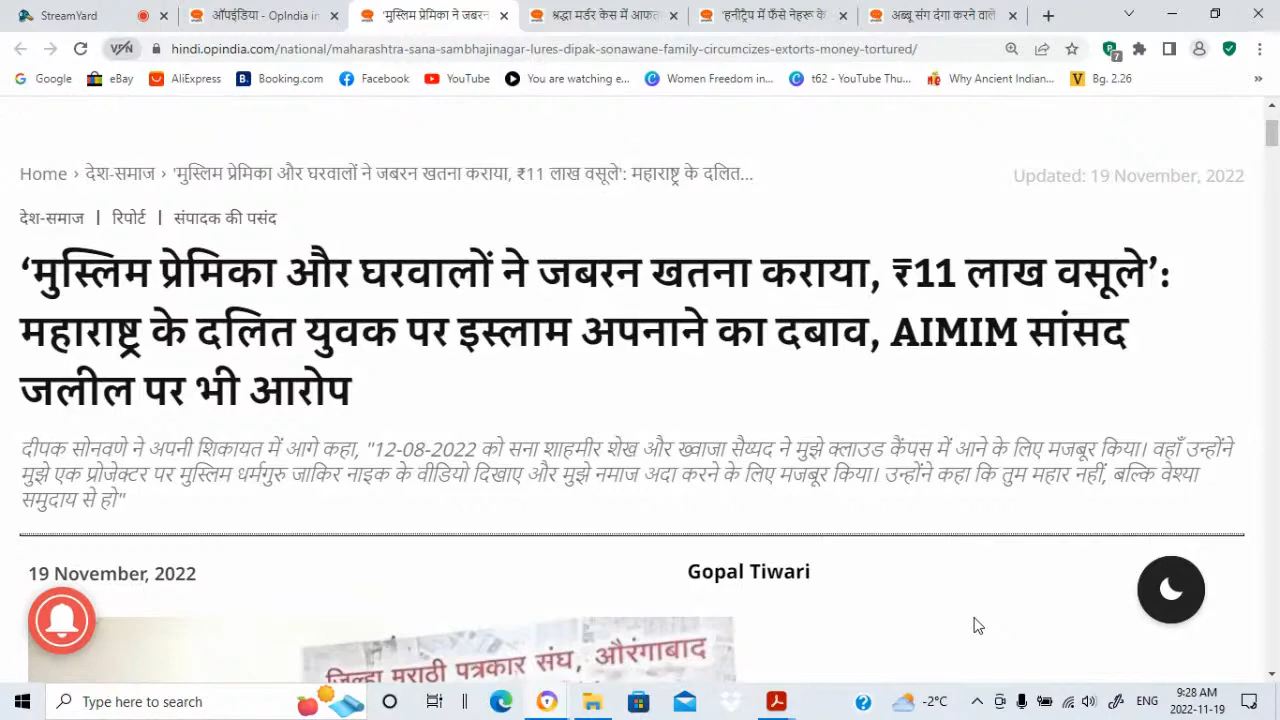 StreamYard
ऑपइंडिया - OpIndia in
'मुस्लिम प्रेमिका ने जबरन
श्रद्धा मर्डर केस में आफत
'हनीट्रैप में फँसे नेहरू' के
अब्बू संग दंगा करने वाले
VPN
hindi.opindia.com/national/maharashtra-sana-sambhajinagar-lures-dipak-sonawane-family-circumcizes-extorts-money-tortured/
7
Google
eBay
AliExpress
Booking.com
Facebook
YouTube
You are watching e...
Women Freedom in...
t62 - YouTube Thu...
Why Ancient Indian...
Bg. 2.26
Home › देश-समाज › 'मुस्लिम प्रेमिका और घरवालों ने जबरन खतना कराया, ₹11 लाख वसूले': महाराष्ट्र के दलित...
Updated: 19 November, 2022
देश-समाज | रिपोर्ट | संपादक की पसंद
‘मुस्लिम प्रेमिका और घरवालों ने जबरन खतना कराया, ₹11 लाख वसूले’:
महाराष्ट्र के दलित युवक पर इस्लाम अपनाने का दबाव, AIMIM सांसद
जलील पर भी आरोप
दीपक सोनवणे ने अपनी शिकायत में आगे कहा, "12-08-2022 को सना शाहमीर शेख और ख्वाजा सैय्यद ने मुझे क्लाउड कैंपस में आने के लिए मजबूर किया। वहाँ उन्होंने
मुझे एक प्रोजेक्टर पर मुस्लिम धर्मगुरु जाकिर नाइक के वीडियो दिखाए और मुझे नमाज अदा करने के लिए मजबूर किया। उन्होंने कहा कि तुम महार नहीं, बल्कि वेश्या
समुदाय से हो"
19 November, 2022
Gopal Tiwari
जिल्हा मराठी पत्रकार संघ, औरंगाबाद
Type here to search
-2°C
ENG
9:28 AM
2022-11-19